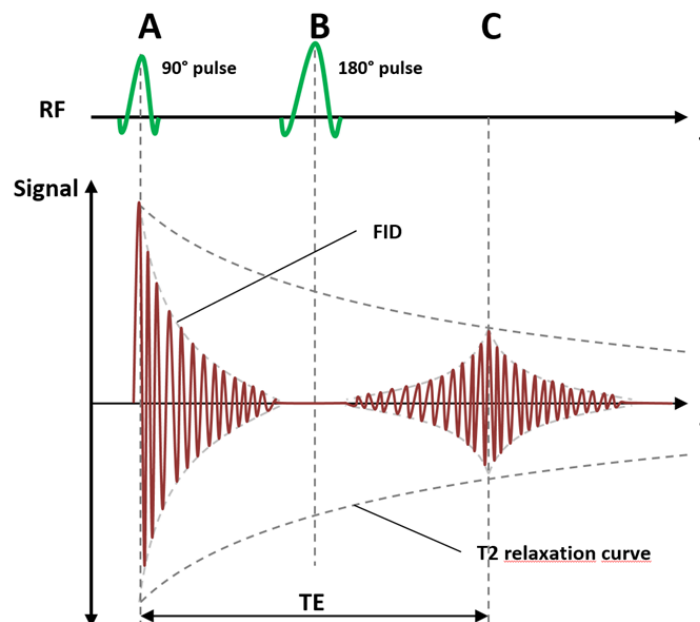 A
B
C
90° pulse
180° pulse
RF
Signal
FID
T2 relaxation curve
TE